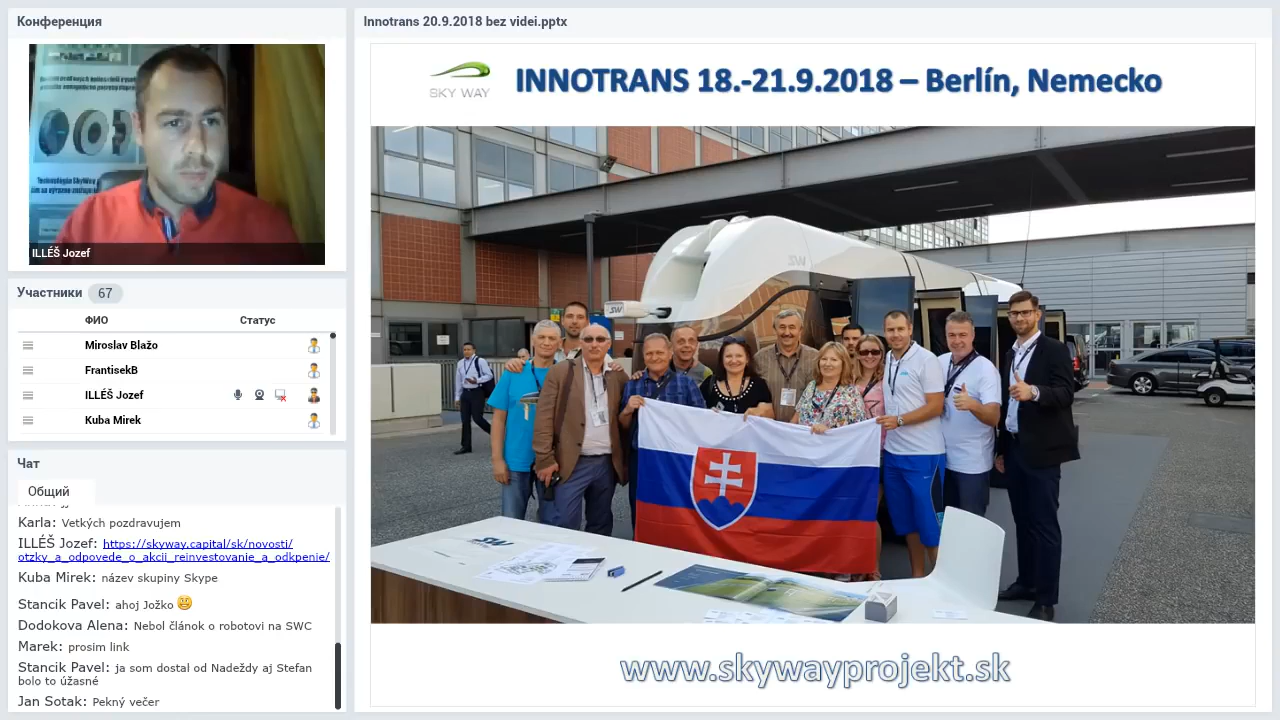 Конференция
ILLÉŠ Jozef
Участники 67
ФИО Статус
Miroslav Blažo
FrantisekB
ILLÉŠ Jozef
Kuba Mirek
Чат
Общий
Karla: Vetkých pozdravujem
ILLÉŠ Jozef: https://skyway.capital/sk/novosti/
otzky_a_odpovede_o_akcii_reinvestovanie_a_odkpenie/
Kuba Mirek: název skupiny Skype
Stancik Pavel: ahoj Jožko
Dodokova Alena: Nebol článok o robotovi na SWC
Marek: prosim link
Stancik Pavel: ja som dostal od Nadeždy aj Stefan
bolo to úžasné
Jan Sotak: Pekný večer
Innotrans 20.9.2018 bez videi.pptx
SKY WAY
INNOTRANS 18.-21.9.2018 – Berlín, Nemecko
SW
SW
SW
www.skywayprojekt.sk